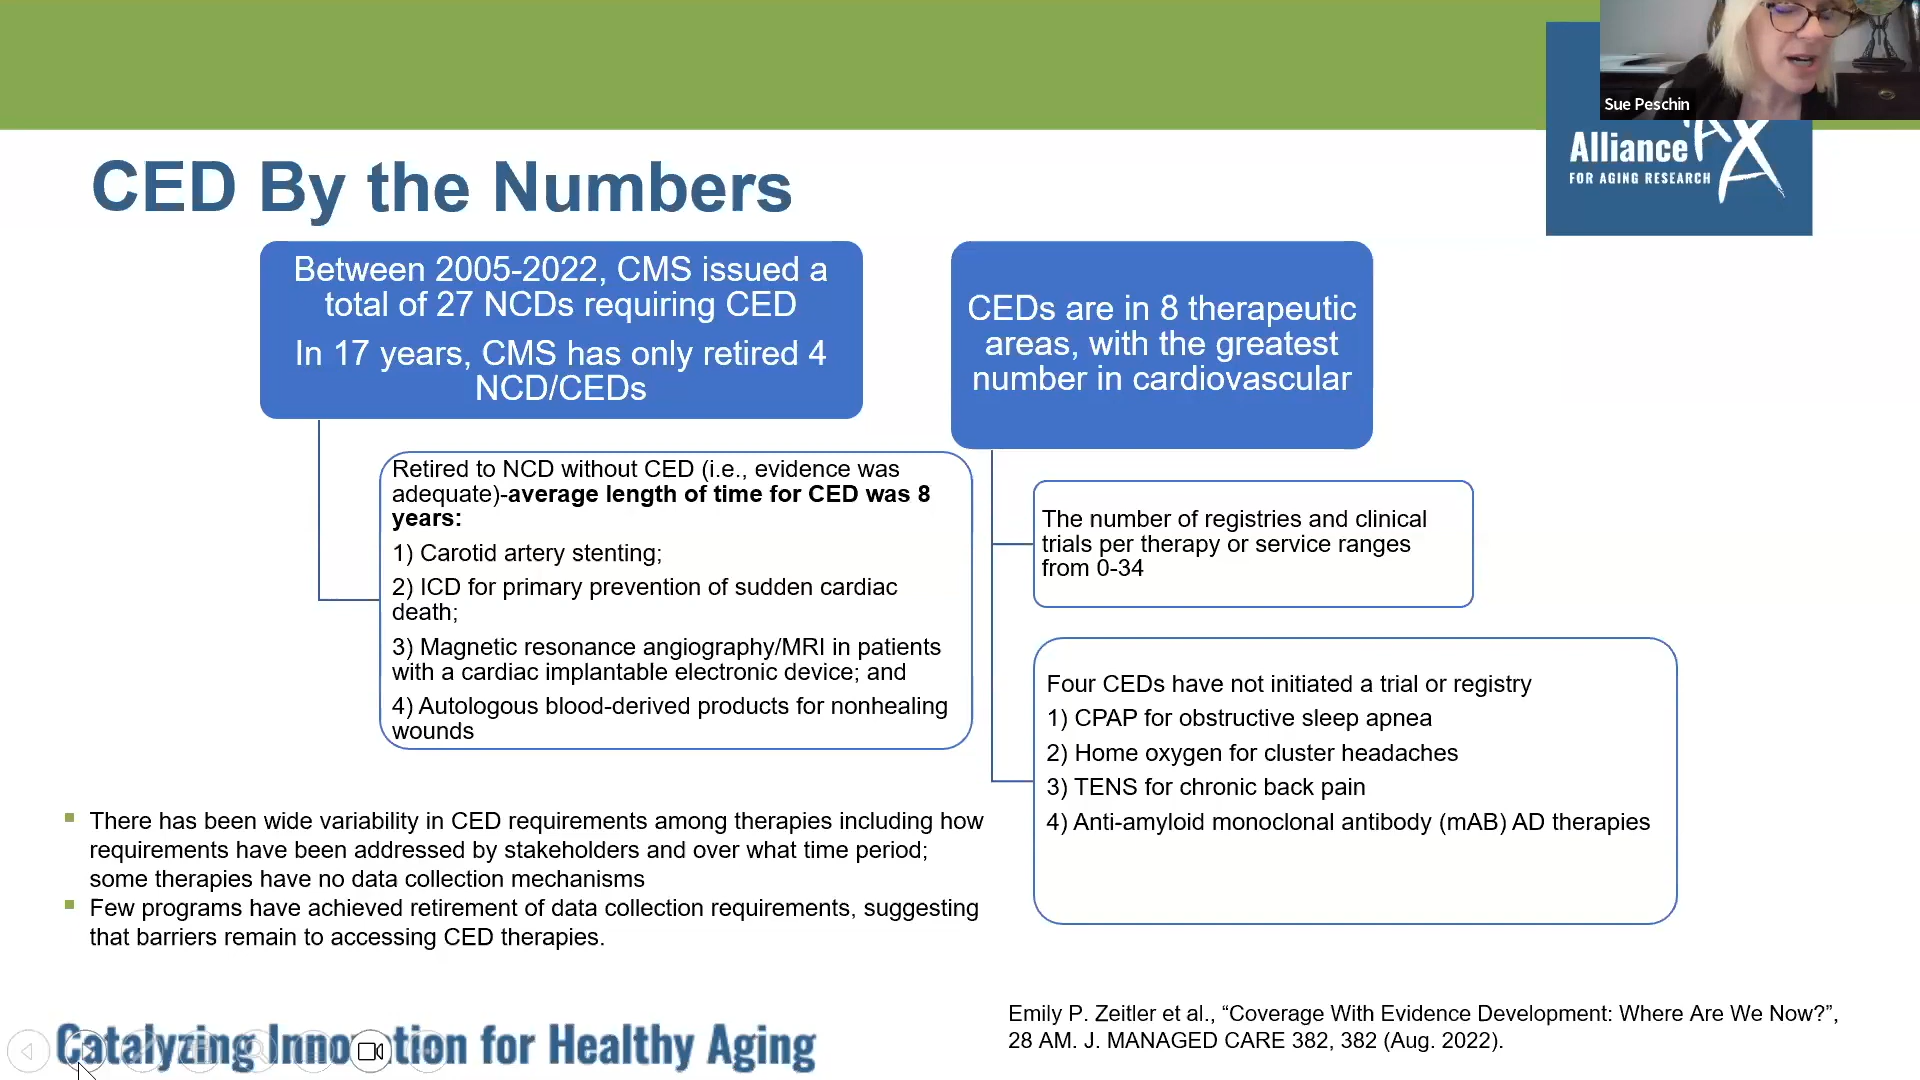 Sue Peschin
Alliance
FOR AGING RESEARCH
CED By the Numbers
Between 2005-2022, CMS issued a
total of 27 NCDs requiring CED
In 17 years, CMS has only retired 4
NCD/CEDs
Retired to NCD without CED (i.e., evidence was
adequate)-average length of time for CED was 8
years:
1) Carotid artery stenting;
2) ICD for primary prevention of sudden cardiac
death;
3) Magnetic resonance angiography/MRI in patients
with a cardiac implantable electronic device; and
4) Autologous blood-derived products for nonhealing
wounds
CEDs are in 8 therapeutic
areas, with the greatest
number in cardiovascular
The number of registries and clinical
trials per therapy or service ranges
from 0-34
Four CEDs have not initiated a trial or registry
1) CPAP for obstructive sleep apnea
2) Home oxygen for cluster headaches
3) TENS for chronic back pain
4) Anti-amyloid monoclonal antibody (mAB) AD therapies
There has been wide variability in CED requirements among therapies including how
requirements have been addressed by stakeholders and over what time period;
some therapies have no data collection mechanisms
Few programs have achieved retirement of data collection requirements, suggesting
that barriers remain to accessing CED therapies.
Emily P. Zeitler et al., “Coverage With Evidence Development: Where Are We Now?”,
28 AM. J. MANAGED CARE 382, 382 (Aug. 2022).
Catalyzing Innovation for Healthy Aging